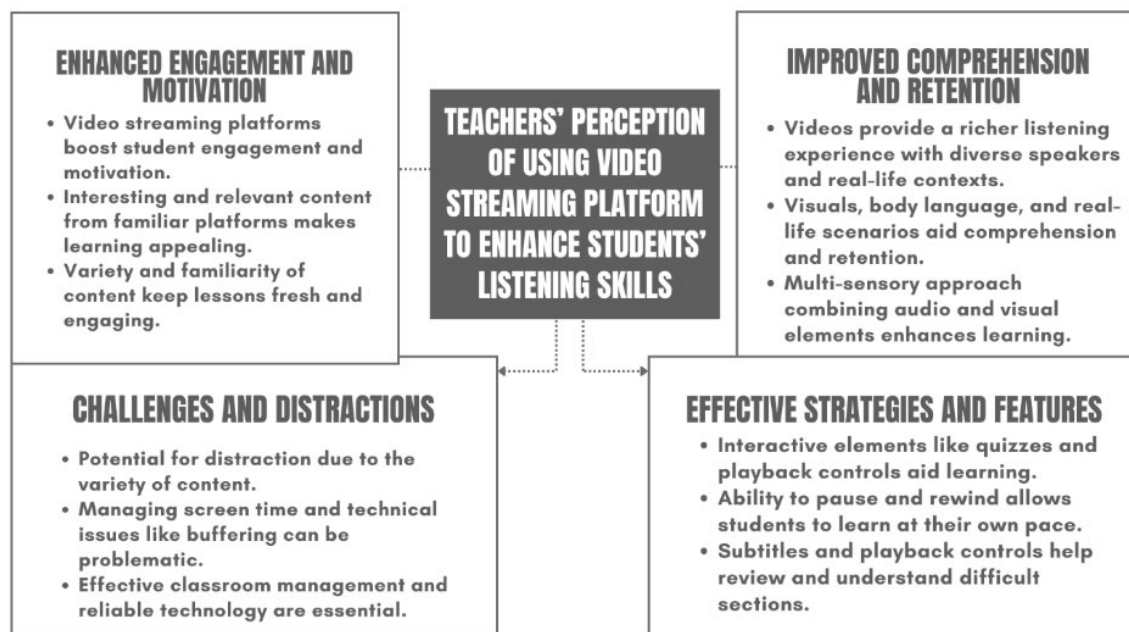 ENHANCED ENGAGEMENT AND
MOTIVATION
• Video streaming platforms
boost student engagement and
motivation.
• Interesting and relevant content
from familiar platforms makes
learning appealing.
• Variety and familiarity of
content keep lessons fresh and
engaging.
TEACHERS’ PERCEPTION
OF USING VIDEO
STREAMING PLATFORM
TO ENHANCE STUDENTS’
LISTENING SKILLS
IMPROVED COMPREHENSION
AND RETENTION
• Videos provide a richer listening
experience with diverse speakers
and real-life contexts.
• Visuals, body language, and real-
life scenarios aid comprehension
and retention.
• Multi-sensory approach
combining audio and visual
elements enhances learning.
CHALLENGES AND DISTRACTIONS
• Potential for distraction due to the
variety of content.
• Managing screen time and technical
issues like buffering can be
problematic.
• Effective classroom management and
reliable technology are essential.
EFFECTIVE STRATEGIES AND FEATURES
• Interactive elements like quizzes and
playback controls aid learning.
• Ability to pause and rewind allows
students to learn at their own pace.
• Subtitles and playback controls help
review and understand difficult
sections.